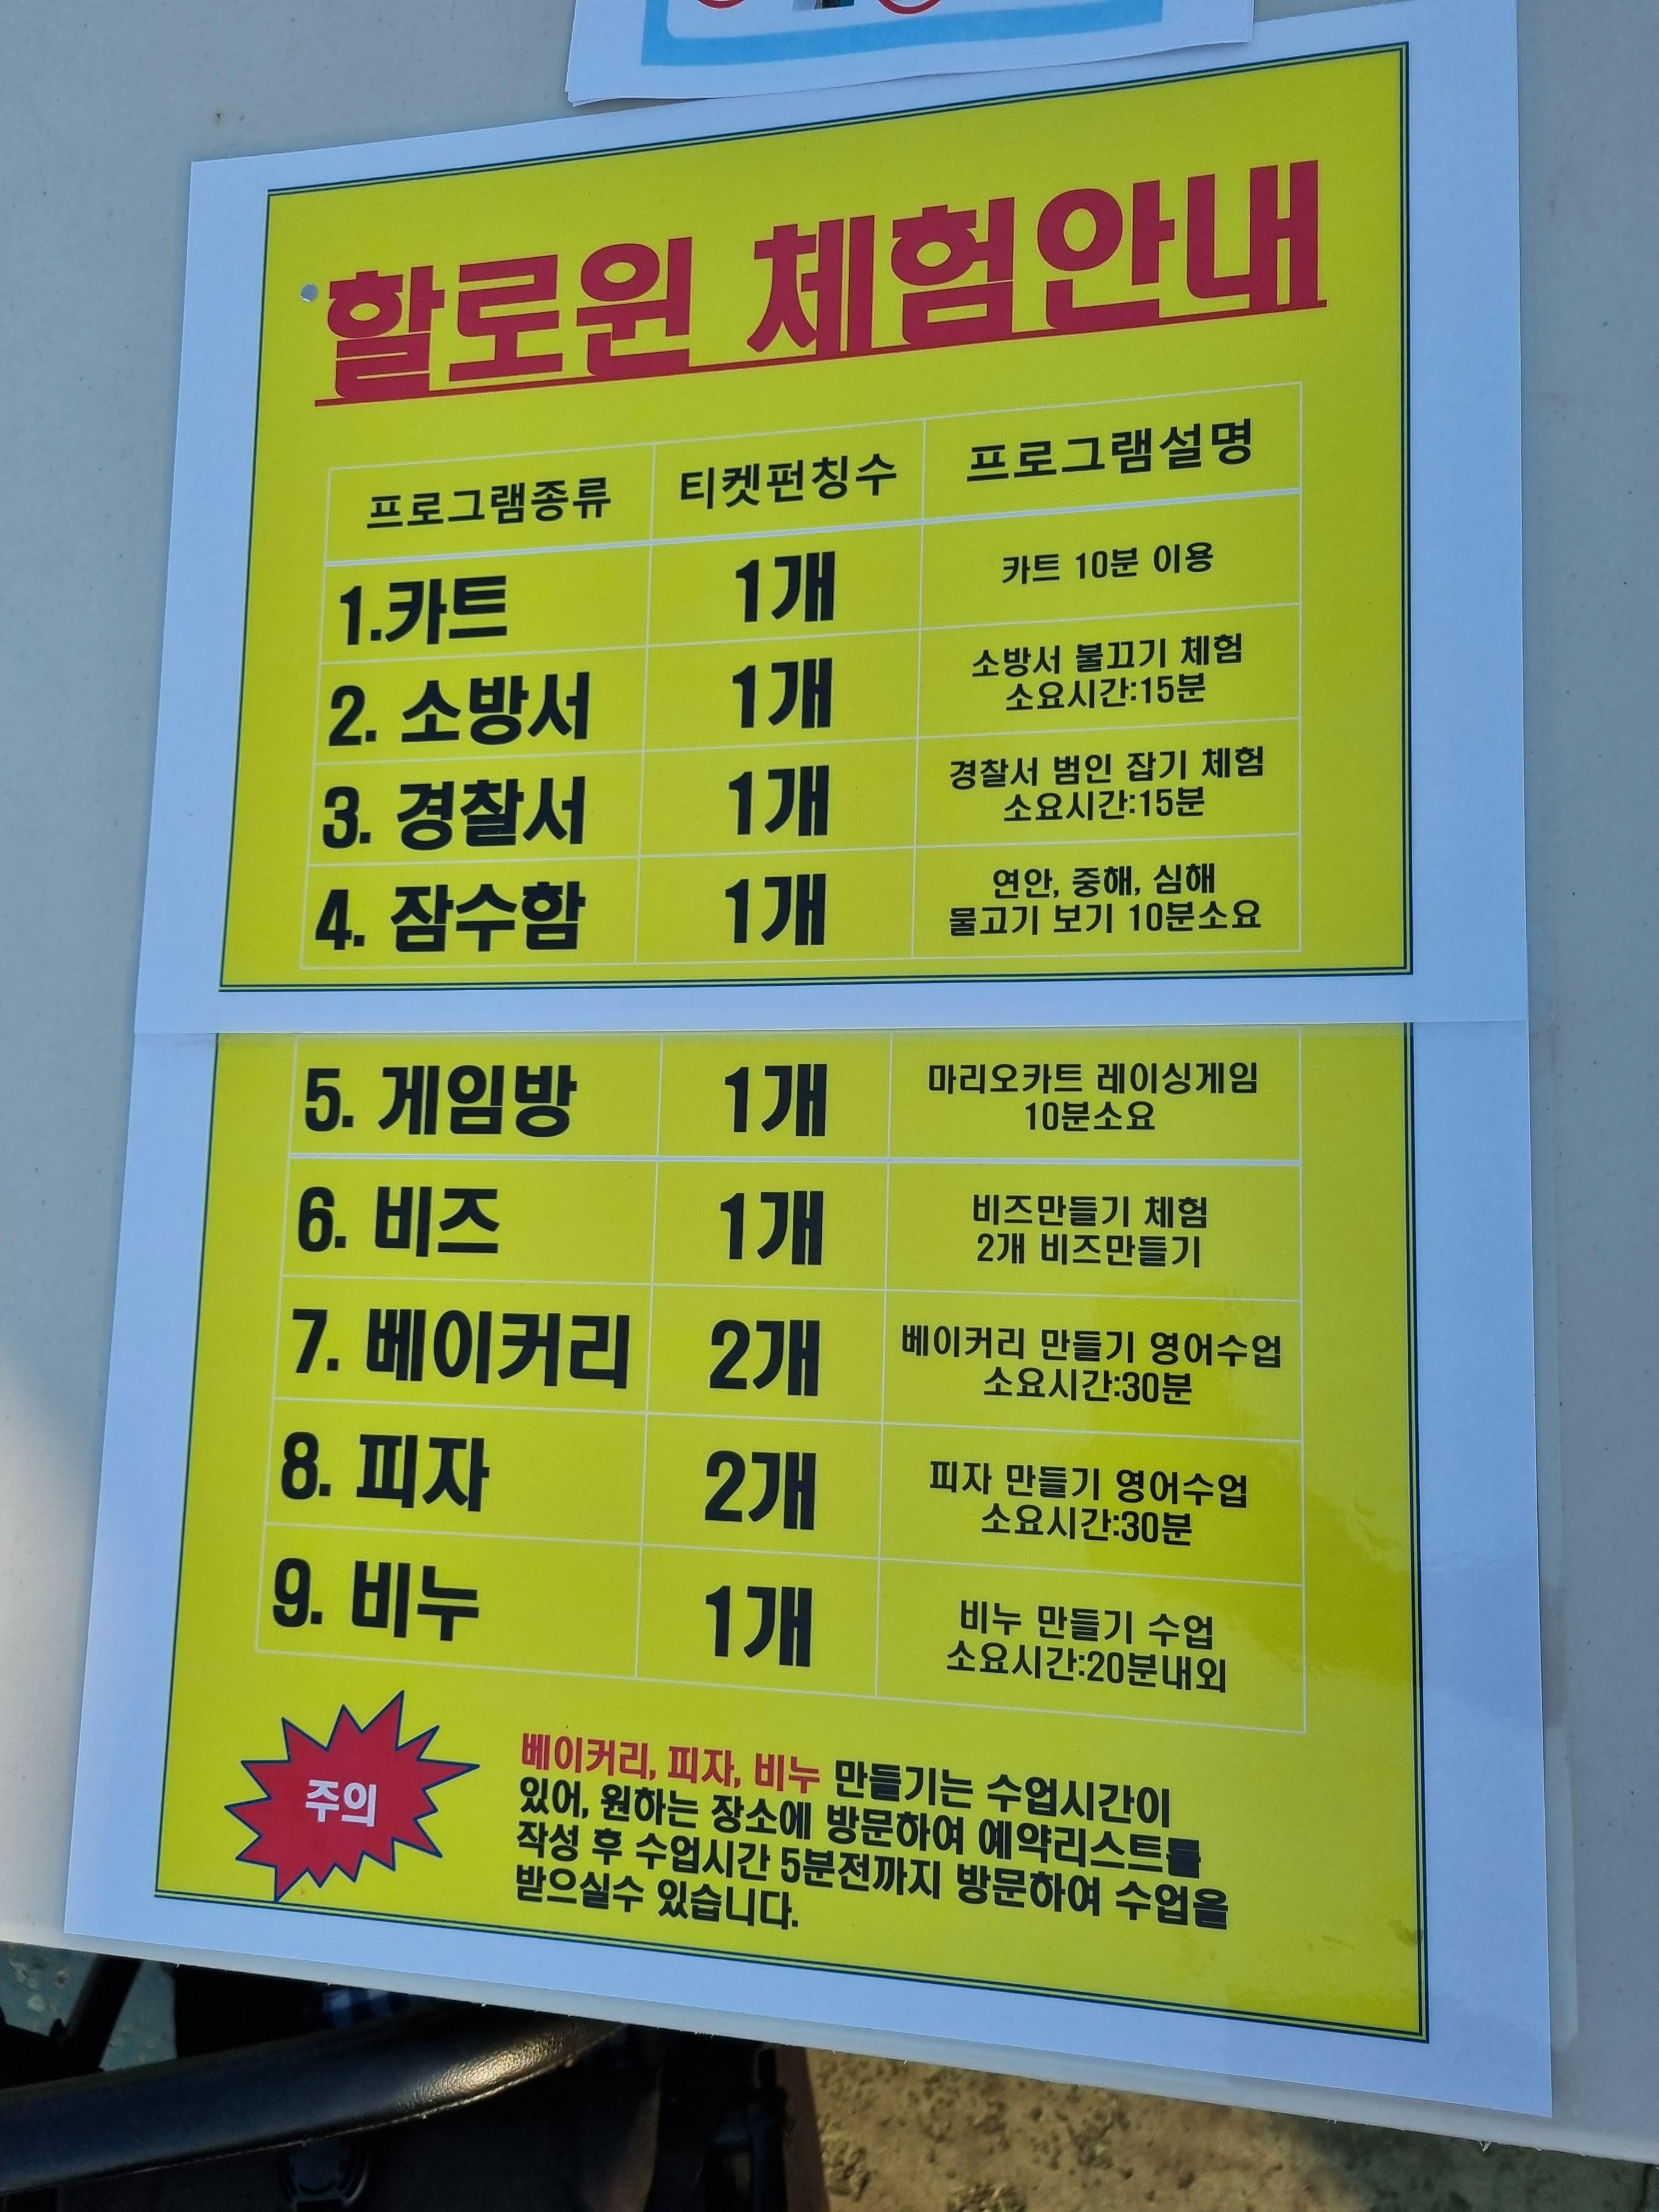 할로윈 체험안내
프로그램종류 티켓펀칭수 프로그램설명
1.카트 1개 카트 10분 이용
2. 소방서 1개 소방서 불끄기 체험
소요시간:15분
3. 경찰서 1개 경찰서 범인 잡기 체험
소요시간:15분
4. 잠수함 1개 연안, 중해, 심해
물고기 보기 10분소요
5. 게임방 1개 마리오카트 레이싱게임
10분소요
6. 비즈 1개 비즈만들기 체험
2개 비즈만들기
7. 베이커리 2개 베이커리 만들기 영어수업
소요시간:30분
8. 피자 2개 피자 만들기 영어수업
소요시간:30분
9. 비누 1개 비누 만들기 수업
소요시간:20분내외
주의
베이커리, 피자, 비누 만들기는 수업시간이
있어, 원하는 장소에 방문하여 예약리스트를
작성 후 수업시간 5분전까지 방문하여 수업을
받으실수 있습니다.